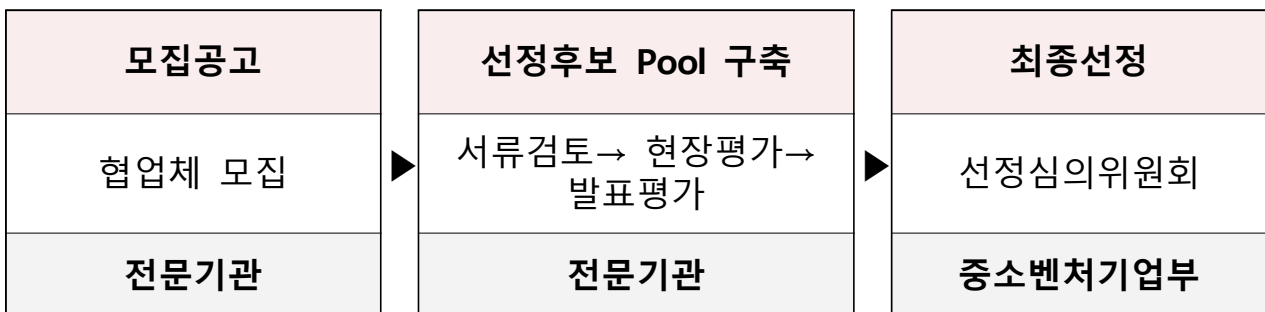 모집공고
협업체 모집
전문기관
▶
선정후보 Pool 구축
서류검토→ 현장평가→
발표평가
전문기관
▶
최종선정
선정심의위원회
중소벤처기업부